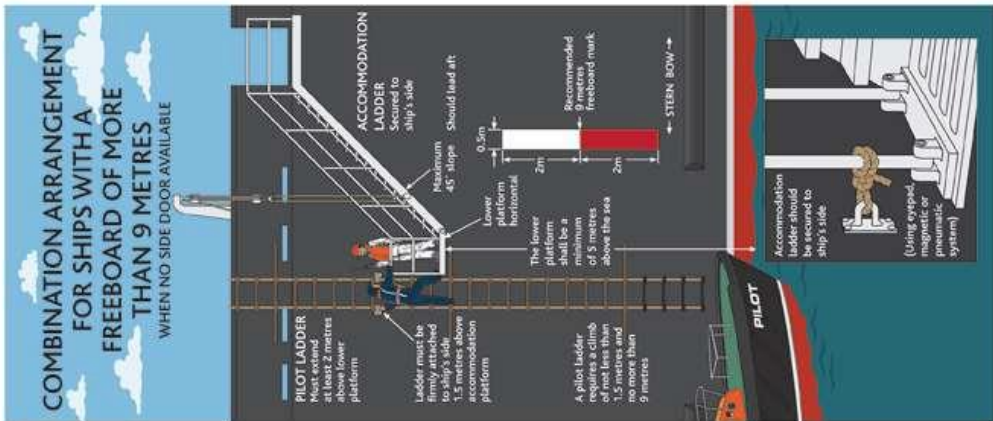 COMBINATION ARRANGEMENT
FOR SHIPS WITH A
FREEBOARD OF MORE
THAN 9 METRES
WHEN NO SIDE DOOR AVAILABLE
PILOT LADDER
Must extend
at least 2 metres
above lower
platform
Ladder must be
firmly attached
to ship's side
1.5 metres above
accommodation
platform
A pilot ladder
requires a climb
of not less than
1.5 metres and
no more than
9 metres
ACCOMMODATION
LADDER
Secured to
ship's side
Should lead aft
Maximum
45° slope
Lower
platform
horizontal
The lower
platform
shall be a
minimum
of 5 metres
above the sea
0.5m
2m
2m
Recommended
9 metres
freeboard mark
STERN BOW
PILOT
Accommodation
ladder should
be secured to
ship's side
(Using eyepad,
magnetic or
pneumatic
system)